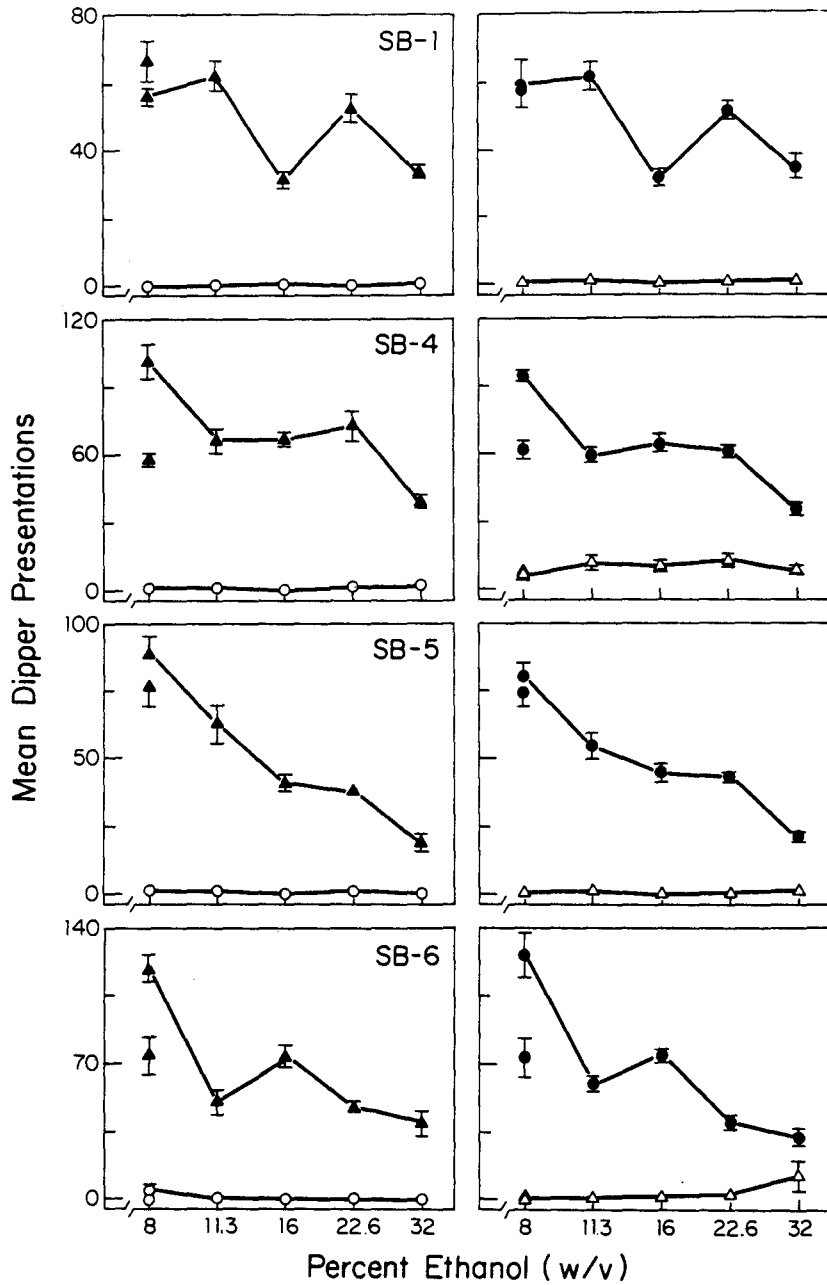 80
SB-1
40
0
120
SB-4
60
0
100
SB-5
50
0
140
SB-6
70
0
8 11.3 16 22.6 32
8 11.3 16 22.6 32
Mean Dipper Presentations
Percent Ethanol (w/v)